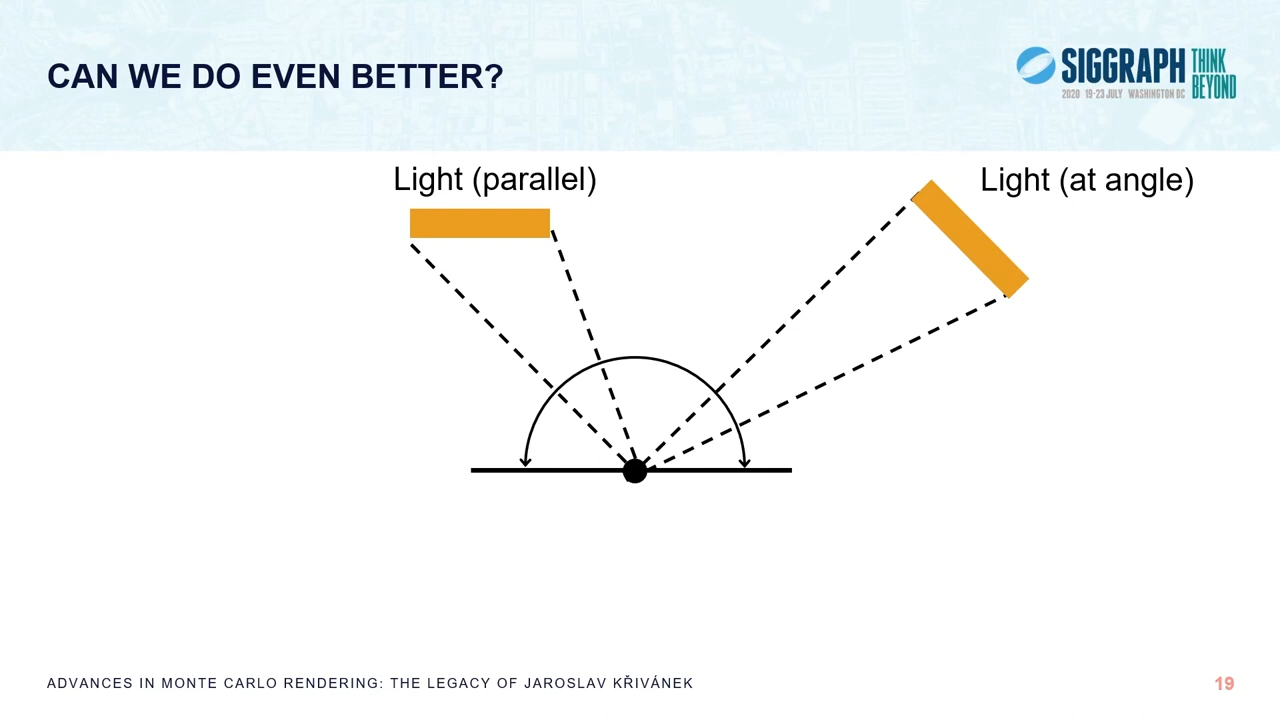 CAN WE DO EVEN BETTER?
SIGGRAPH THINK BEYOND
2020 19-23 JULY WASHINGTON DC
Light (parallel)
Light (at angle)
ADVANCES IN MONTE CARLO RENDERING: THE LEGACY OF JAROSLAV KŘIVÁNEK
19